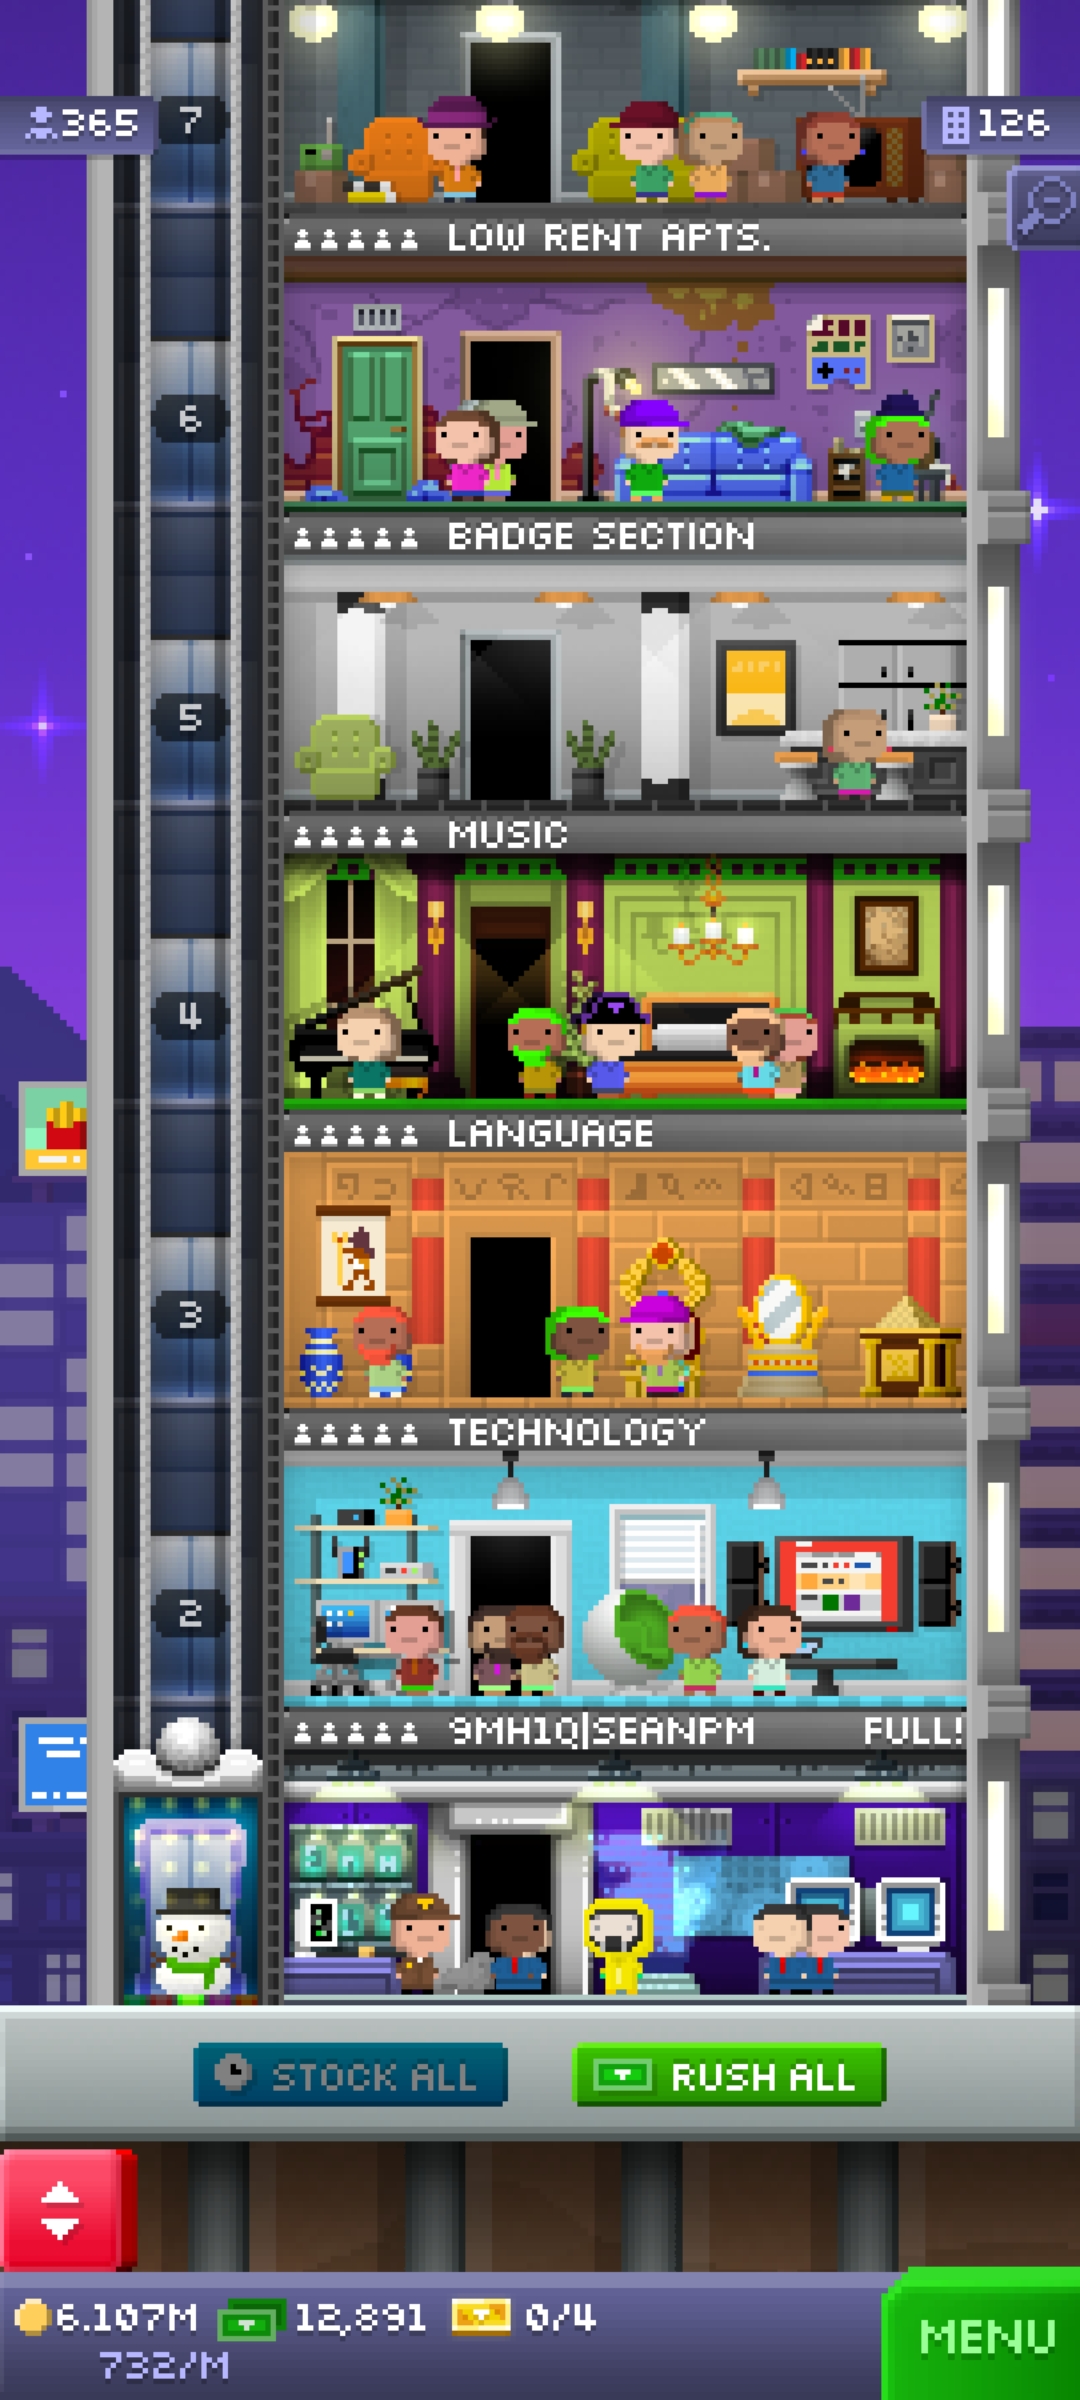 7
365
126
LOW RENT APTS.
6
BADGE SECTION
5
MUSIC
4
LANGUAGE
3
TECHNOLOGY
2
9MH1Q|SEANPM FULL!
STOCK ALL
RUSH ALL
6.107M 12,891 0/4
732/M
MENU